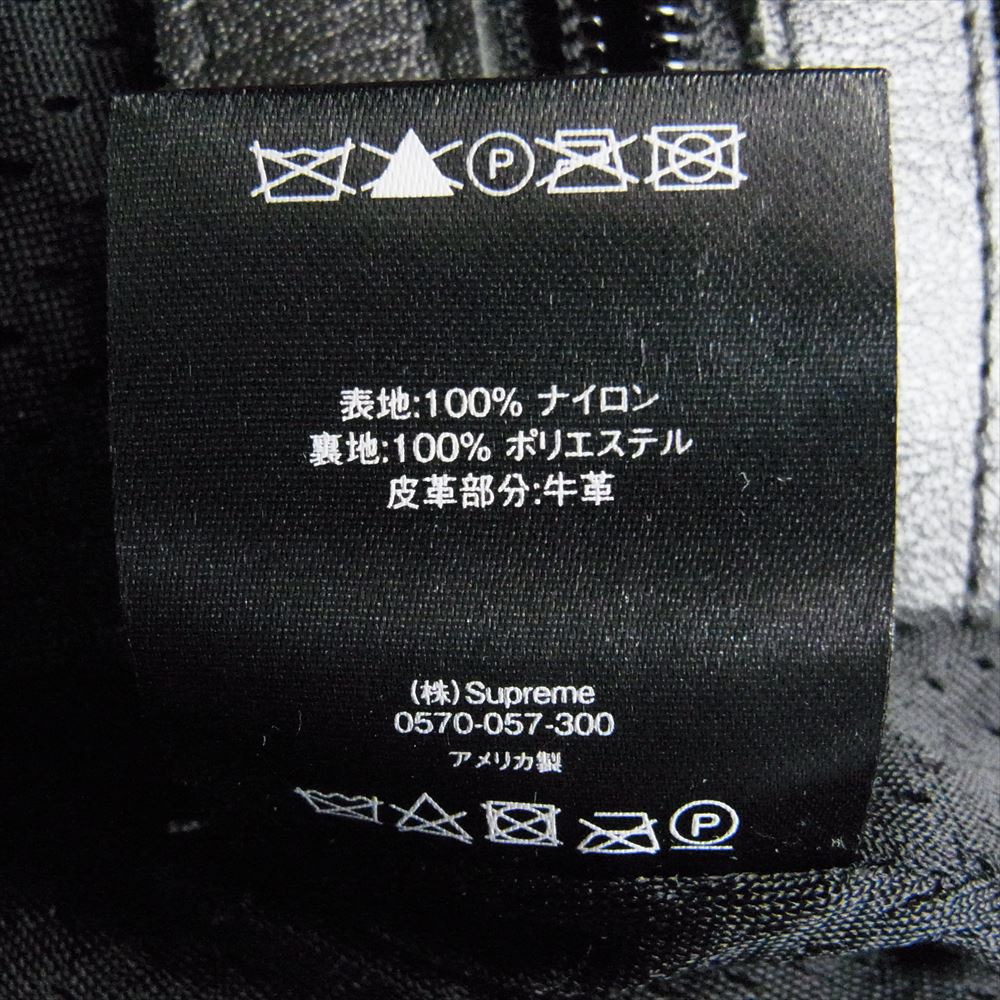 P
表地:100% ナイロン
裏地:100% ポリエステル
皮革部分:牛革
(株)Supreme
0570-057-300
アメリカ製
P